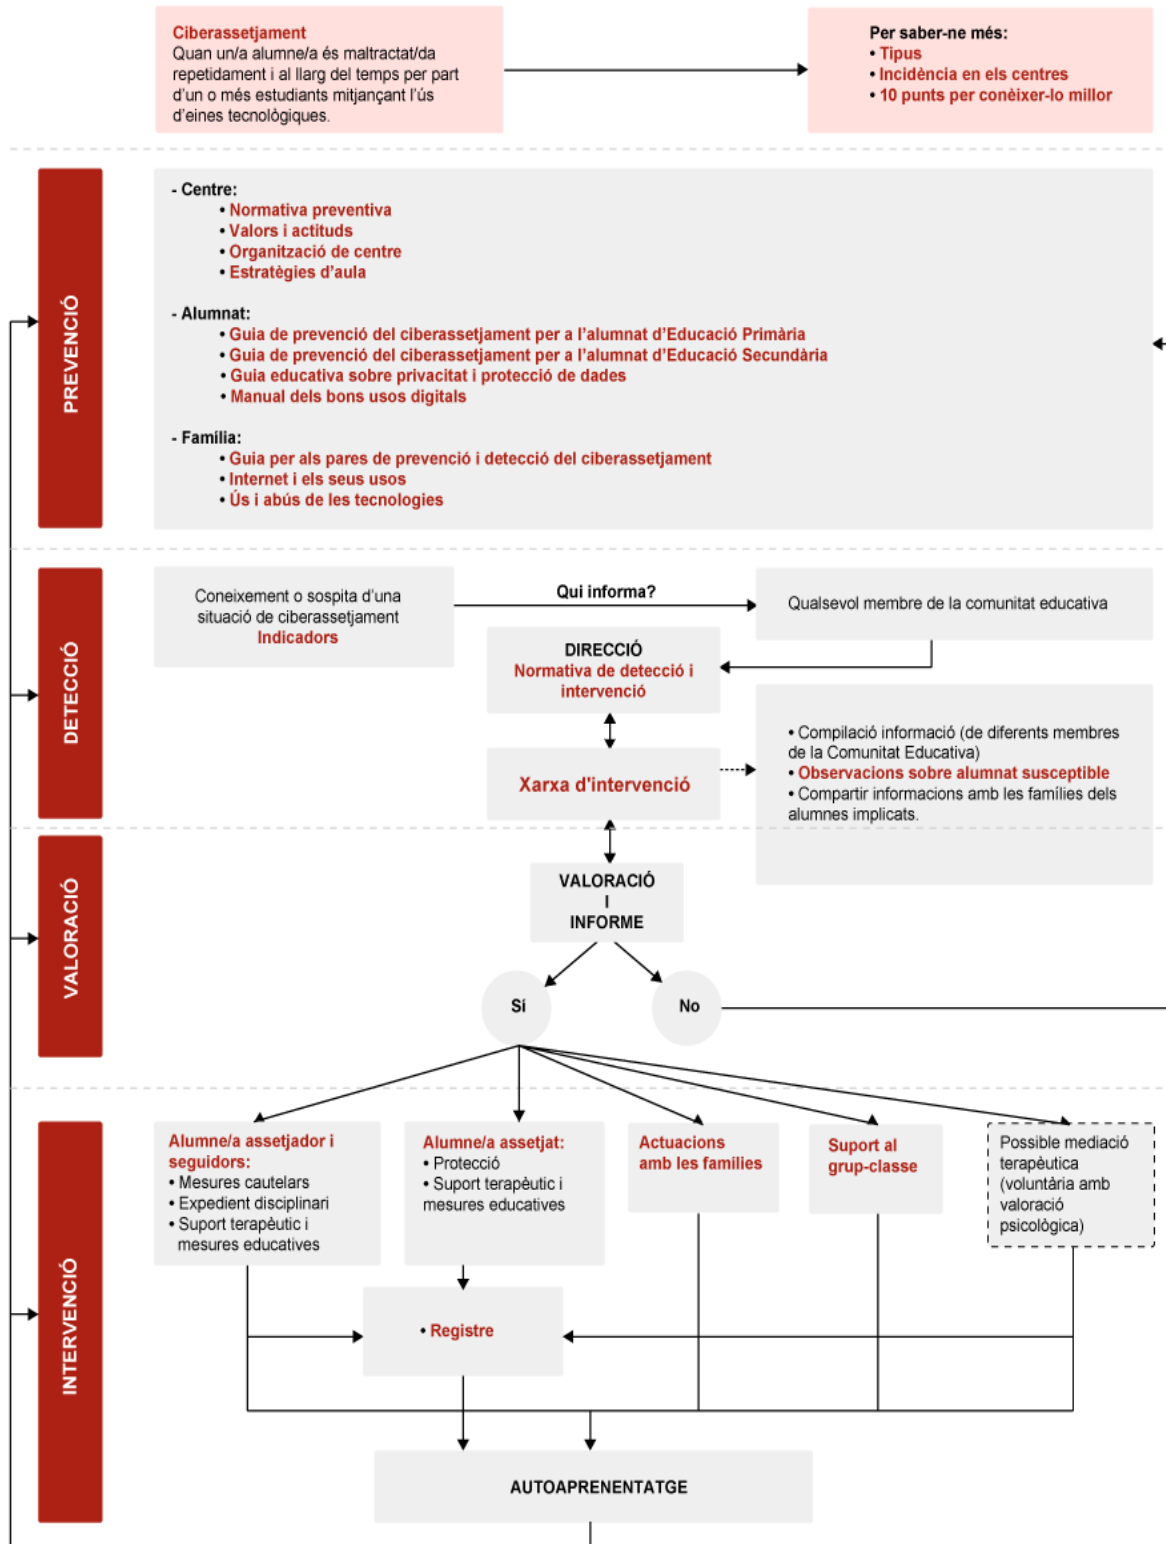 Ciberassetjament
Quan un/a alumne/a és maltractat/da
repetidament i al llarg del temps per part
d'un o més estudiants mitjançant l'ús
d'eines tecnològiques.
Per saber-ne més:
• Tipus
• Incidència en els centres
• 10 punts per conèixer-lo millor
PREVENCIÓ
- Centre:
• Normativa preventiva
• Valors i actituds
• Organització de centre
• Estratègies d'aula
- Alumnat:
• Guia de prevenció del ciberassetjament per a l'alumnat d'Educació Primària
• Guia de prevenció del ciberassetjament per a l'alumnat d'Educació Secundària
• Guia educativa sobre privacitat i protecció de dades
• Manual dels bons usos digitals
- Família:
• Guia per als pares de prevenció i detecció del ciberassetjament
• Internet i els seus usos
• Ús i abús de les tecnologies
DETECCIÓ
Coneixement o sospita d'una
situació de ciberassetjament
Indicadors
Qui informa?
Qualsevol membre de la comunitat educativa
DIRECCIÓ
Normativa de detecció i
intervenció
Xarxa d'intervenció
• Compilació informació (de diferents membres
de la Comunitat Educativa)
• Observacions sobre alumnat susceptible
• Compartir informacions amb les famílies dels
alumnes implicats.
VALORACIÓ
VALORACIÓ
I
INFORME
Sí
No
INTERVENCIÓ
Alumne/a assetjador i
seguidors:
• Mesures cautelars
• Expedient disciplinari
• Suport terapèutic i
mesures educatives
Alumne/a assetjat:
• Protecció
• Suport terapèutic i
mesures educatives
Actuacions
amb les famílies
Suport al
grup-classe
Possible mediació
terapèutica
(voluntària amb
valoració
psicològica)
• Registre
AUTOAPRENENTATGE